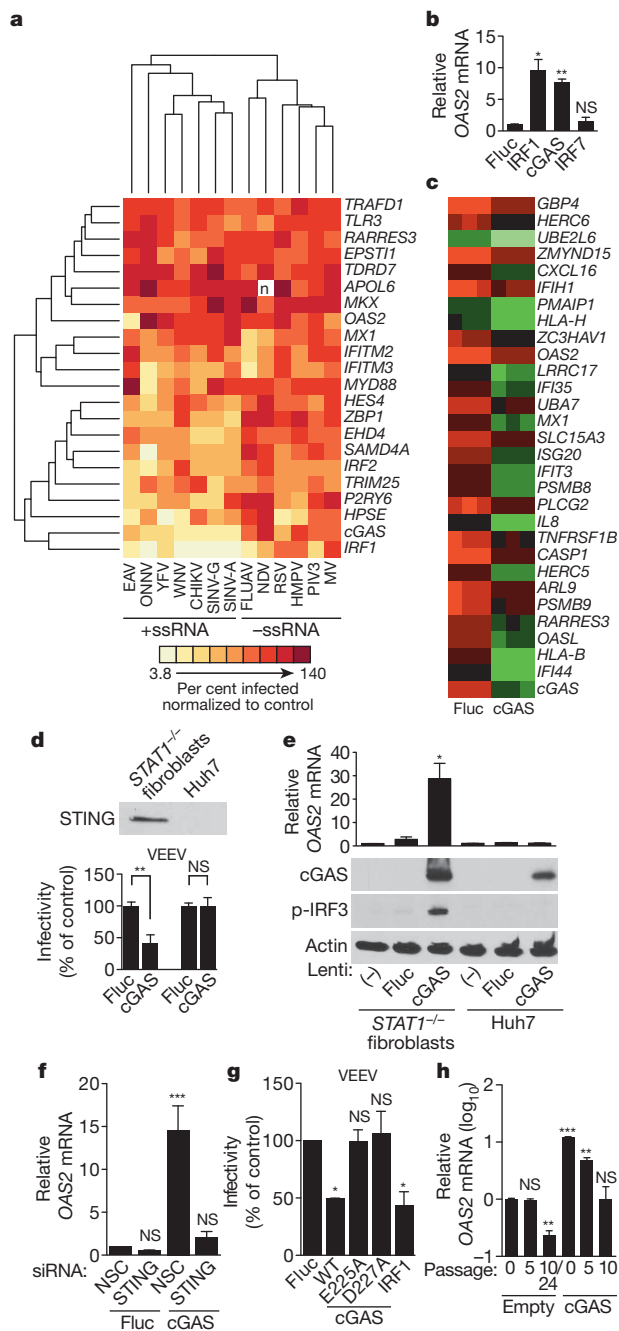 a
TRAFD1
TLR3
RARRES3
EPSTI1
TDRD7
APOL6
n
MKX
OAS2
MX1
IFITM2
IFITM3
MYD88
HES4
ZBP1
EHD4
SAMD4A
IRF2
TRIM25
P2RY6
HPSE
cGAS
IRF1
EAV
ONNV
YFV
WNV
CHIKV
SINV-G
SINV-A
FLUAV
NDV
RSV
HMPV
PIV3
MV
+ssRNA
–ssRNA
3.8
140
Per cent infected
normalized to control
b
Relative
OAS2 mRNA
15
10
5
0
*
**
NS
Fluc
IRF1
cGAS
IRF7
c
GBP4
HERC6
UBE2L6
ZMYND15
CXCL16
IFIH1
PMAIP1
HLA-H
ZC3HAV1
OAS2
LRRC17
IFI35
UBA7
MX1
SLC15A3
ISG20
IFIT3
PSMB8
PLCG2
IL8
TNFRSF1B
CASP1
HERC5
ARL9
PSMB9
RARRES3
OASL
HLA-B
IFI44
cGAS
Fluc cGAS
d
STAT1–/–
fibroblasts
Huh7
STING
VEEV
Infectivity
(% of control)
150
100
50
0
**
NS
Fluc
cGAS
Fluc
cGAS
e
Relative
OAS2 mRNA
40
30
20
10
0
*
cGAS
p-IRF3
Actin
Lenti:
(-)
Fluc
cGAS
(-)
Fluc
cGAS
STAT1–/–
fibroblasts
Huh7
f
Relative
OAS2 mRNA
20
15
10
5
0
NS
***
NS
siRNA:
NSC
STING
NSC
STING
Fluc
cGAS
g
VEEV
Infectivity
(% of control)
150
100
50
0
*
NS
NS
*
Fluc
WT
E225A
D227A
IRF1
cGAS
h
Relative
OAS2 mRNA (log10)
2
1
0
–1
NS
**
***
**
NS
Passage:
0 5 10/ 0 5 10
24
Empty
cGAS